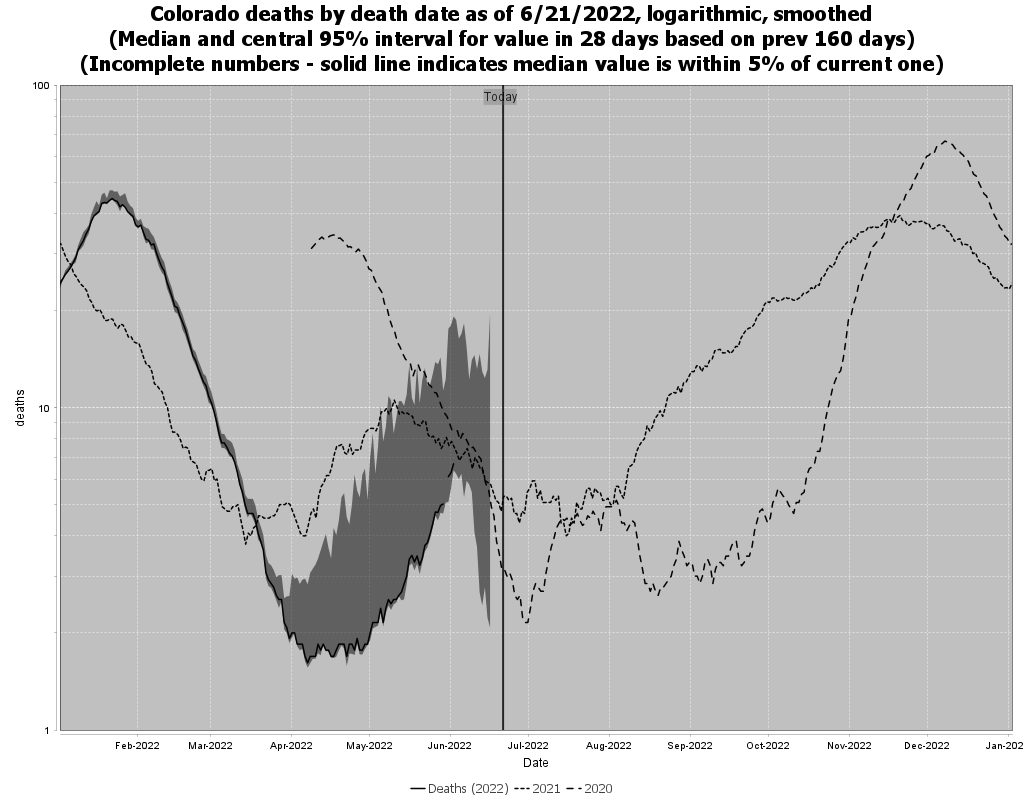 Colorado deaths by death date as of 6/21/2022, logarithmic, smoothed
(Median and central 95% interval for value in 28 days based on prev 160 days)
(Incomplete numbers - solid line indicates median value is within 5% of current one)
Today
100
10
1
deaths
Feb-2022 Mar-2022 Apr-2022 May-2022 Jun-2022 Jul-2022 Aug-2022 Sep-2022 Oct-2022 Nov-2022 Dec-2022 Jan-202
Date
Deaths (2022) 2021 2020